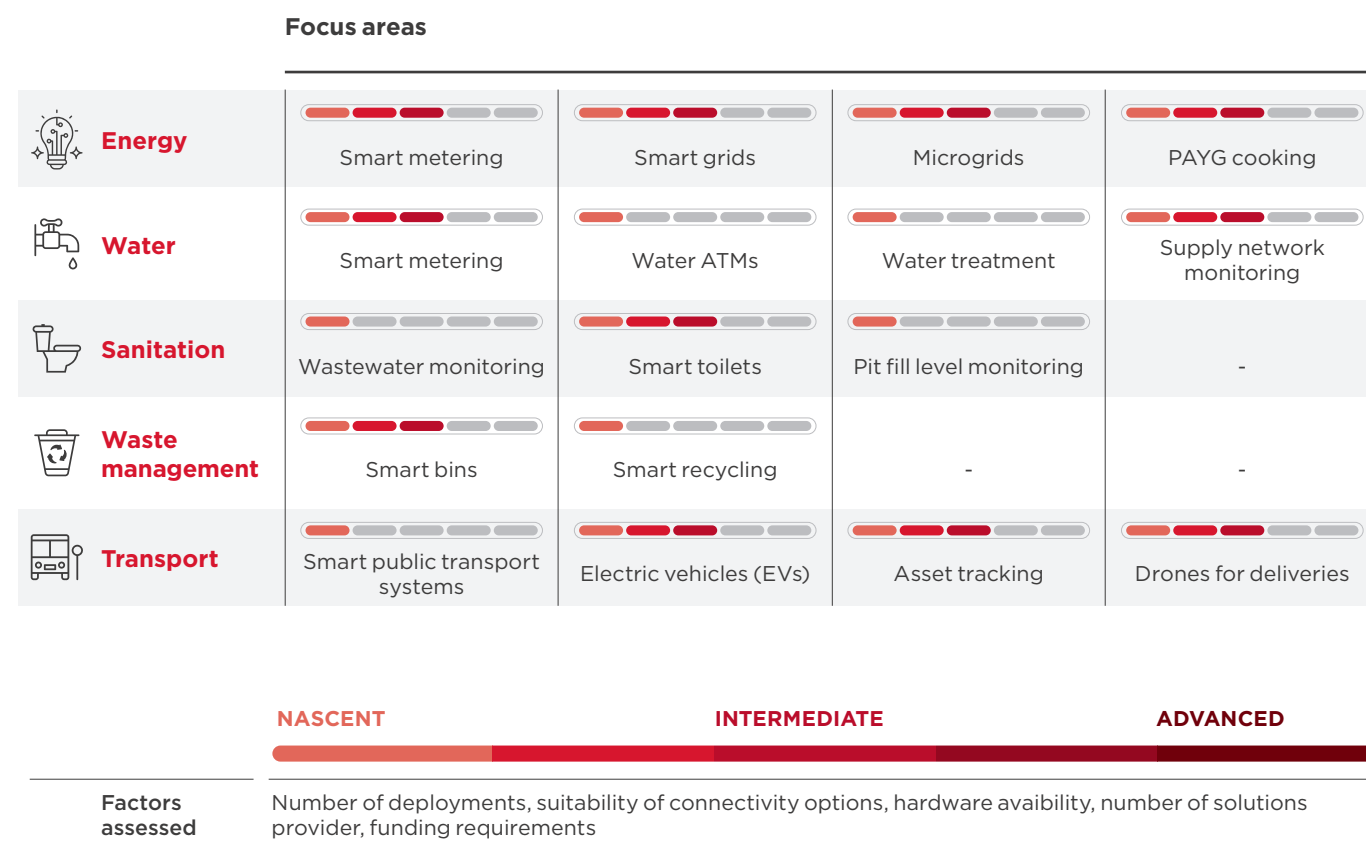 Focus areas
Energy
Smart metering
Smart grids
Microgrids
PAYG cooking
Water
Smart metering
Water ATMs
Water treatment
Supply network
monitoring
Sanitation
Wastewater monitoring
Smart toilets
Pit fill level monitoring
-
Waste
management
Smart bins
Smart recycling
-
-
Transport
Smart public transport
systems
Electric vehicles (EVs)
Asset tracking
Drones for deliveries
NASCENT
INTERMEDIATE
ADVANCED
Factors
assessed
Number of deployments, suitability of connectivity options, hardware avaibility, number of solutions
provider, funding requirements